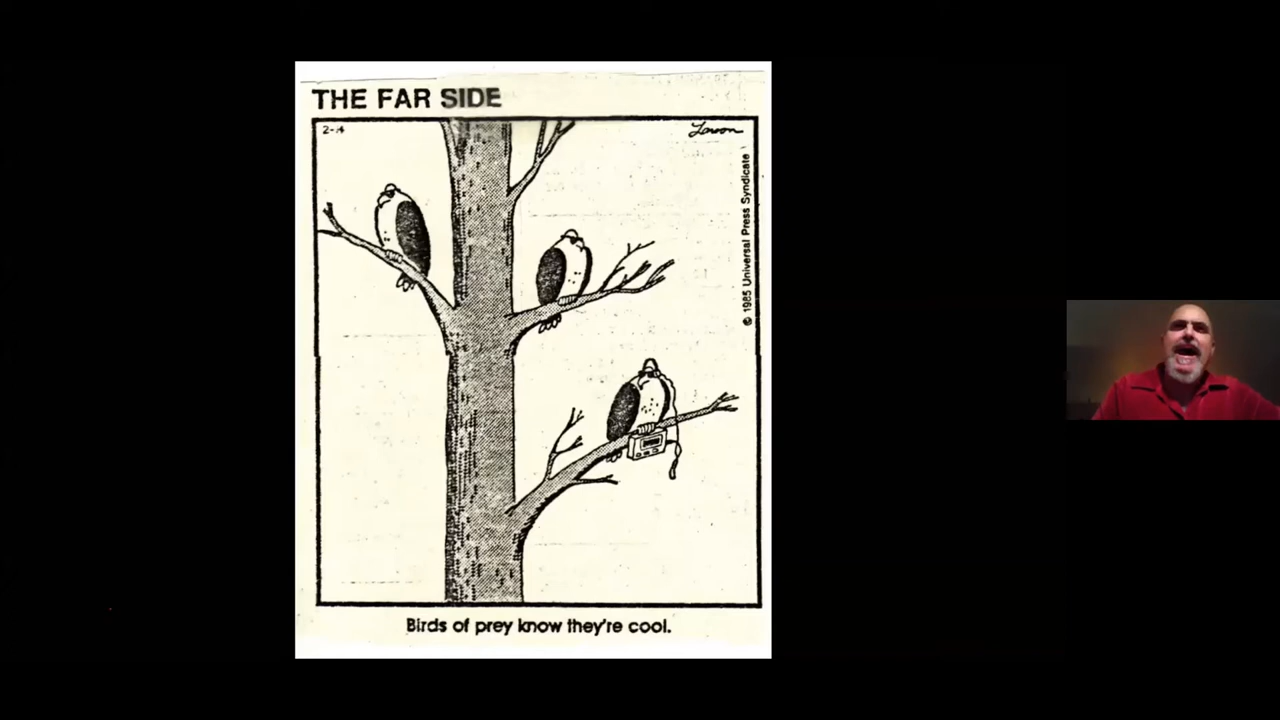 THE FAR SIDE
2-14
Larson
© 1985 Universal Press Syndicate
Birds of prey know they're cool.